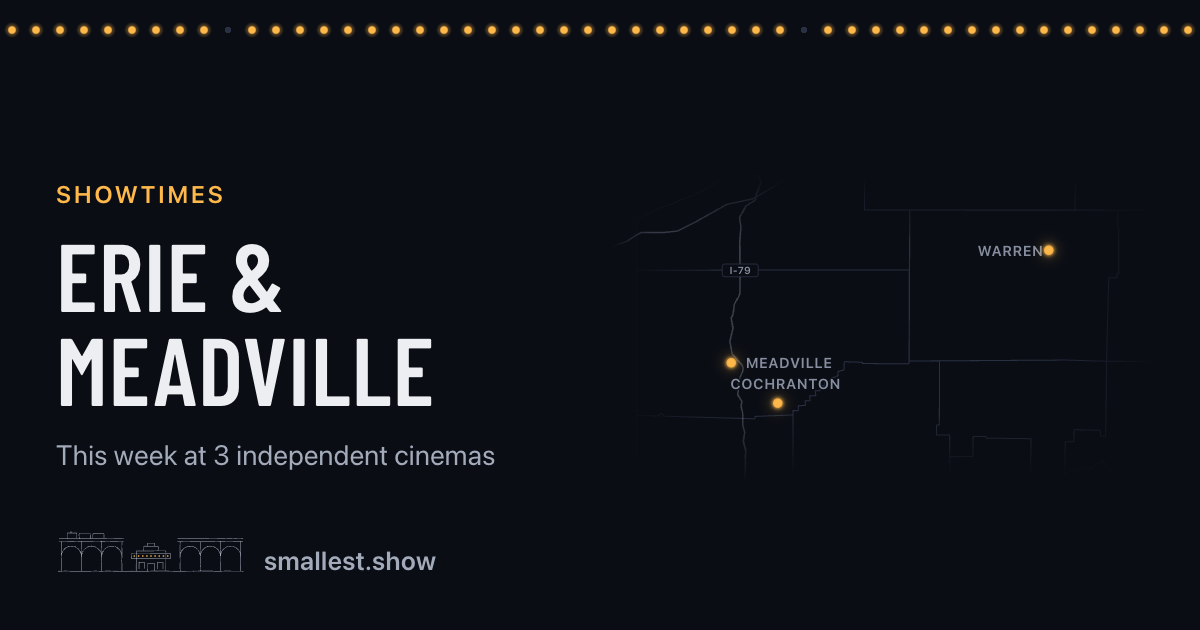 SHOWTIMES
ERIE &
MEADVILLE
This week at 3 independent cinemas
smallest.show
WARREN
I-79
MEADVILLE
COCHRANTON